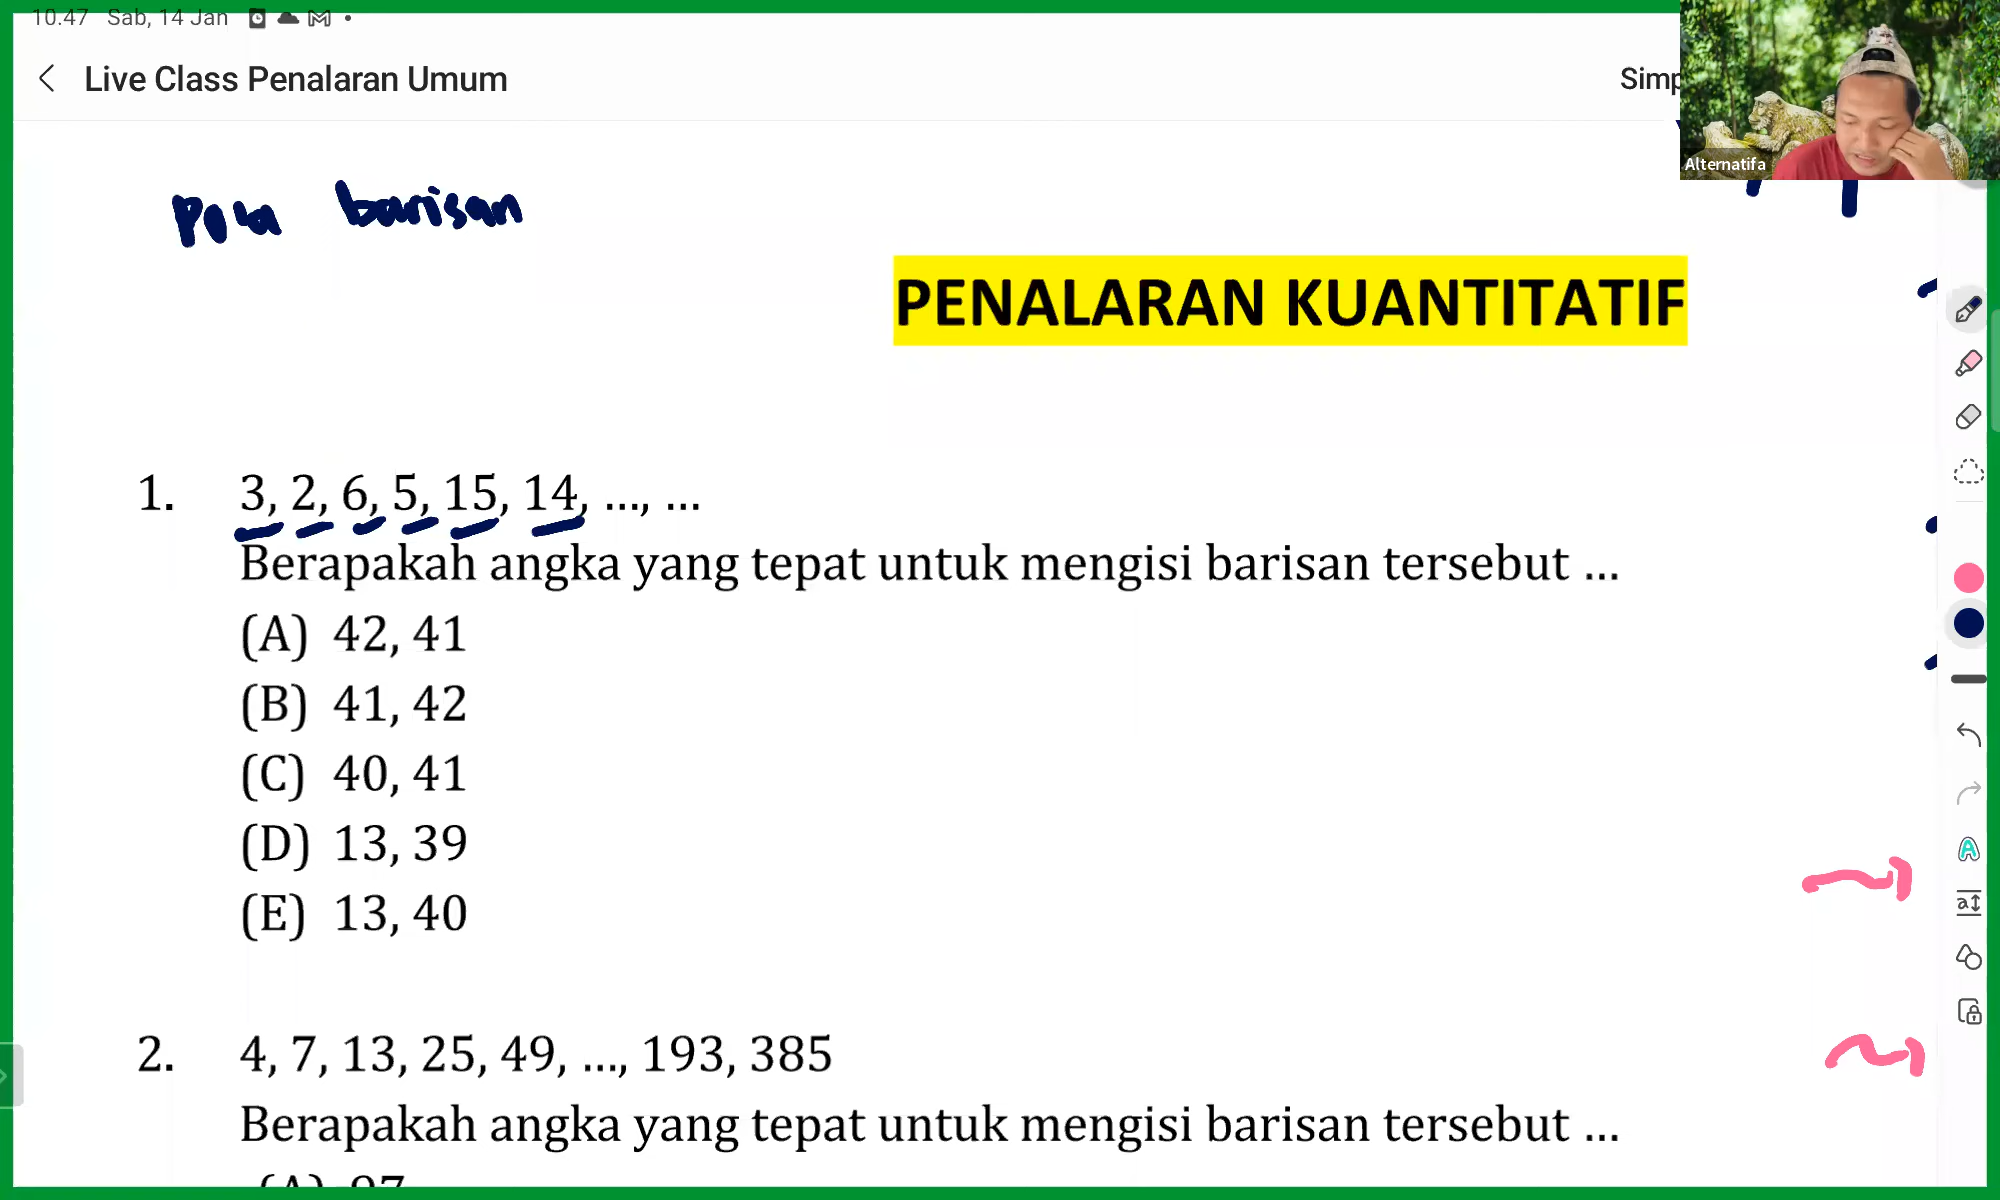 10.47 Sab, 14 Jan
Live Class Penalaran Umum
Simp
Alternatifa
Pola barisan
PENALARAN KUANTITATIF
1. 3, 2, 6, 5, 15, 14, ..., ...
Berapakah angka yang tepat untuk mengisi barisan tersebut ...
(A) 42, 41
(B) 41, 42
(C) 40, 41
(D) 13, 39
(E) 13, 40
2. 4, 7, 13, 25, 49, ..., 193, 385
Berapakah angka yang tepat untuk mengisi barisan tersebut ...